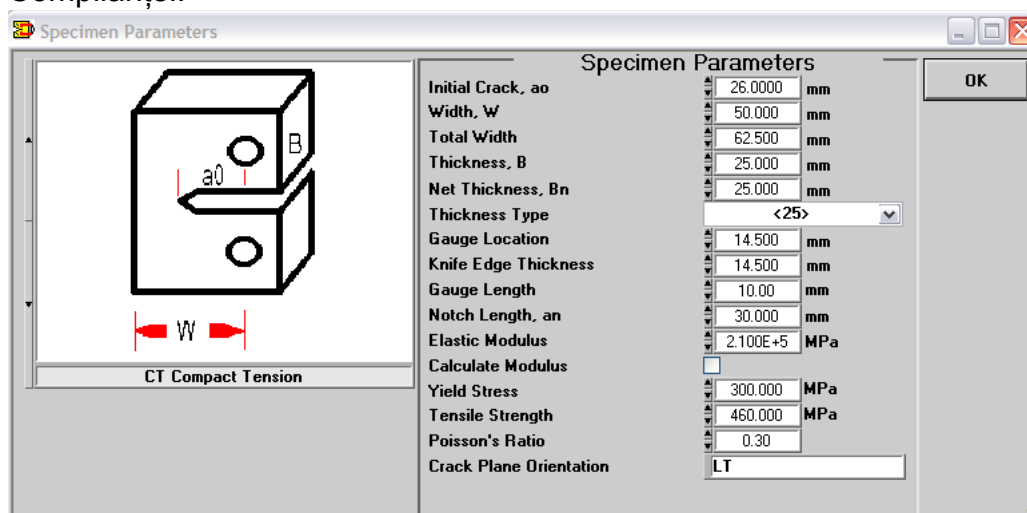 Specimen Parameters
Specimen Parameters
OK
Initial Crack, ao 26.0000 mm
Width, W 50.000 mm
Total Width 62.500 mm
Thickness, B 25.000 mm
Net Thickness, Bn 25.000 mm
Thickness Type <25>
Gauge Location 14.500 mm
Knife Edge Thickness 14.500 mm
Gauge Length 10.00 mm
Notch Length, an 30.000 mm
Elastic Modulus 2.100E+5 MPa
Calculate Modulus
Yield Stress 300.000 MPa
Tensile Strength 460.000 MPa
Poisson's Ratio 0.30
Crack Plane Orientation LT
B
a0
W
CT Compact Tension